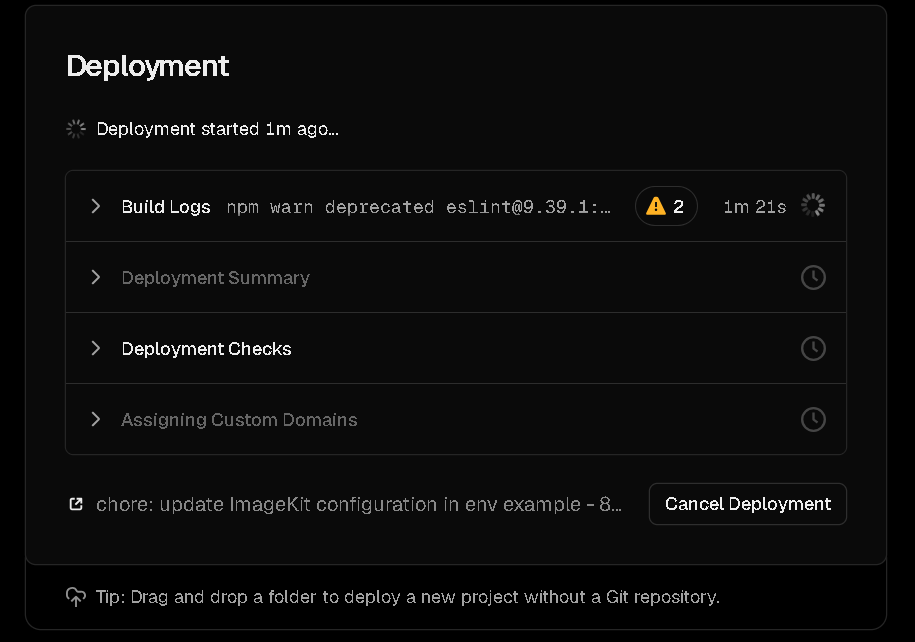 Deployment
Deployment started 1m ago...
Build Logs npm warn deprecated eslint@9.39.1:… 2 1m 21s
Deployment Summary
Deployment Checks
Assigning Custom Domains
chore: update ImageKit configuration in env example - 8… Cancel Deployment
Tip: Drag and drop a folder to deploy a new project without a Git repository.